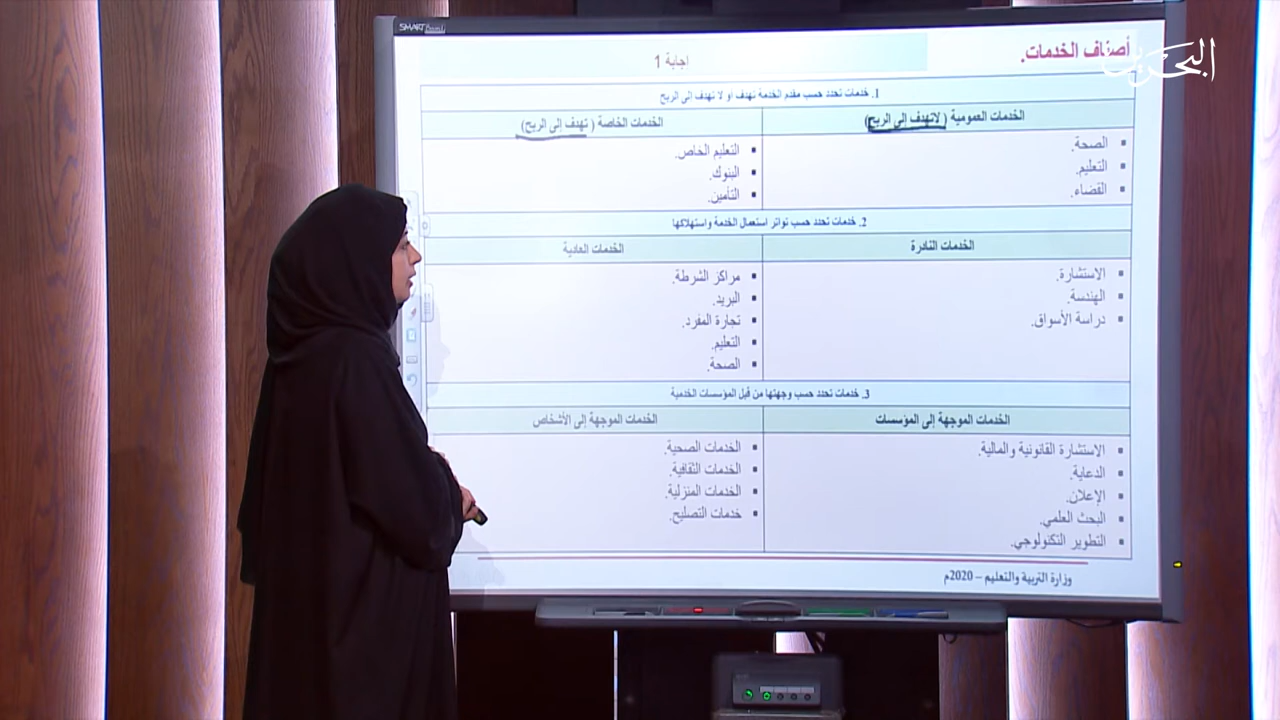 SMART
البحرين
أصناف الخدمات.
اجابة 1
1. خدمات تحدد حسب مقدم الخدمة تهدف او لا تهدف إلى الربح
الخدمات العمومية (لاتهدف إلى الربح)
الخدمات الخاصة (تهدف إلى الربح)
الصحة.
التعليم.
القضاء.
التعليم الخاص.
البنوك.
التأمين.
2. خدمات تحدد حسب تواتر استعمال الخدمة واستهلاكها
الخدمات النادرة
الخدمات العادية
الاستشارة.
الهندسة.
دراسة الأسواق.
مراكز الشرطة.
البريد.
تجارة المفرد.
التعليم.
الصحة.
3. خدمات تحدد حسب وجهتها من قبل المؤسسات الخدمية
الخدمات الموجهة إلى المؤسسات
الخدمات الموجهة إلى الأشخاص
الاستشارة القانونية والمالية.
الدعاية.
الإعلان.
البحث العلمي.
التطوير التكنولوجي.
الخدمات الصحية.
الخدمات الثقافية.
الخدمات المنزلية.
خدمات التصليح.
وزارة التربية والتعليم – 2020م